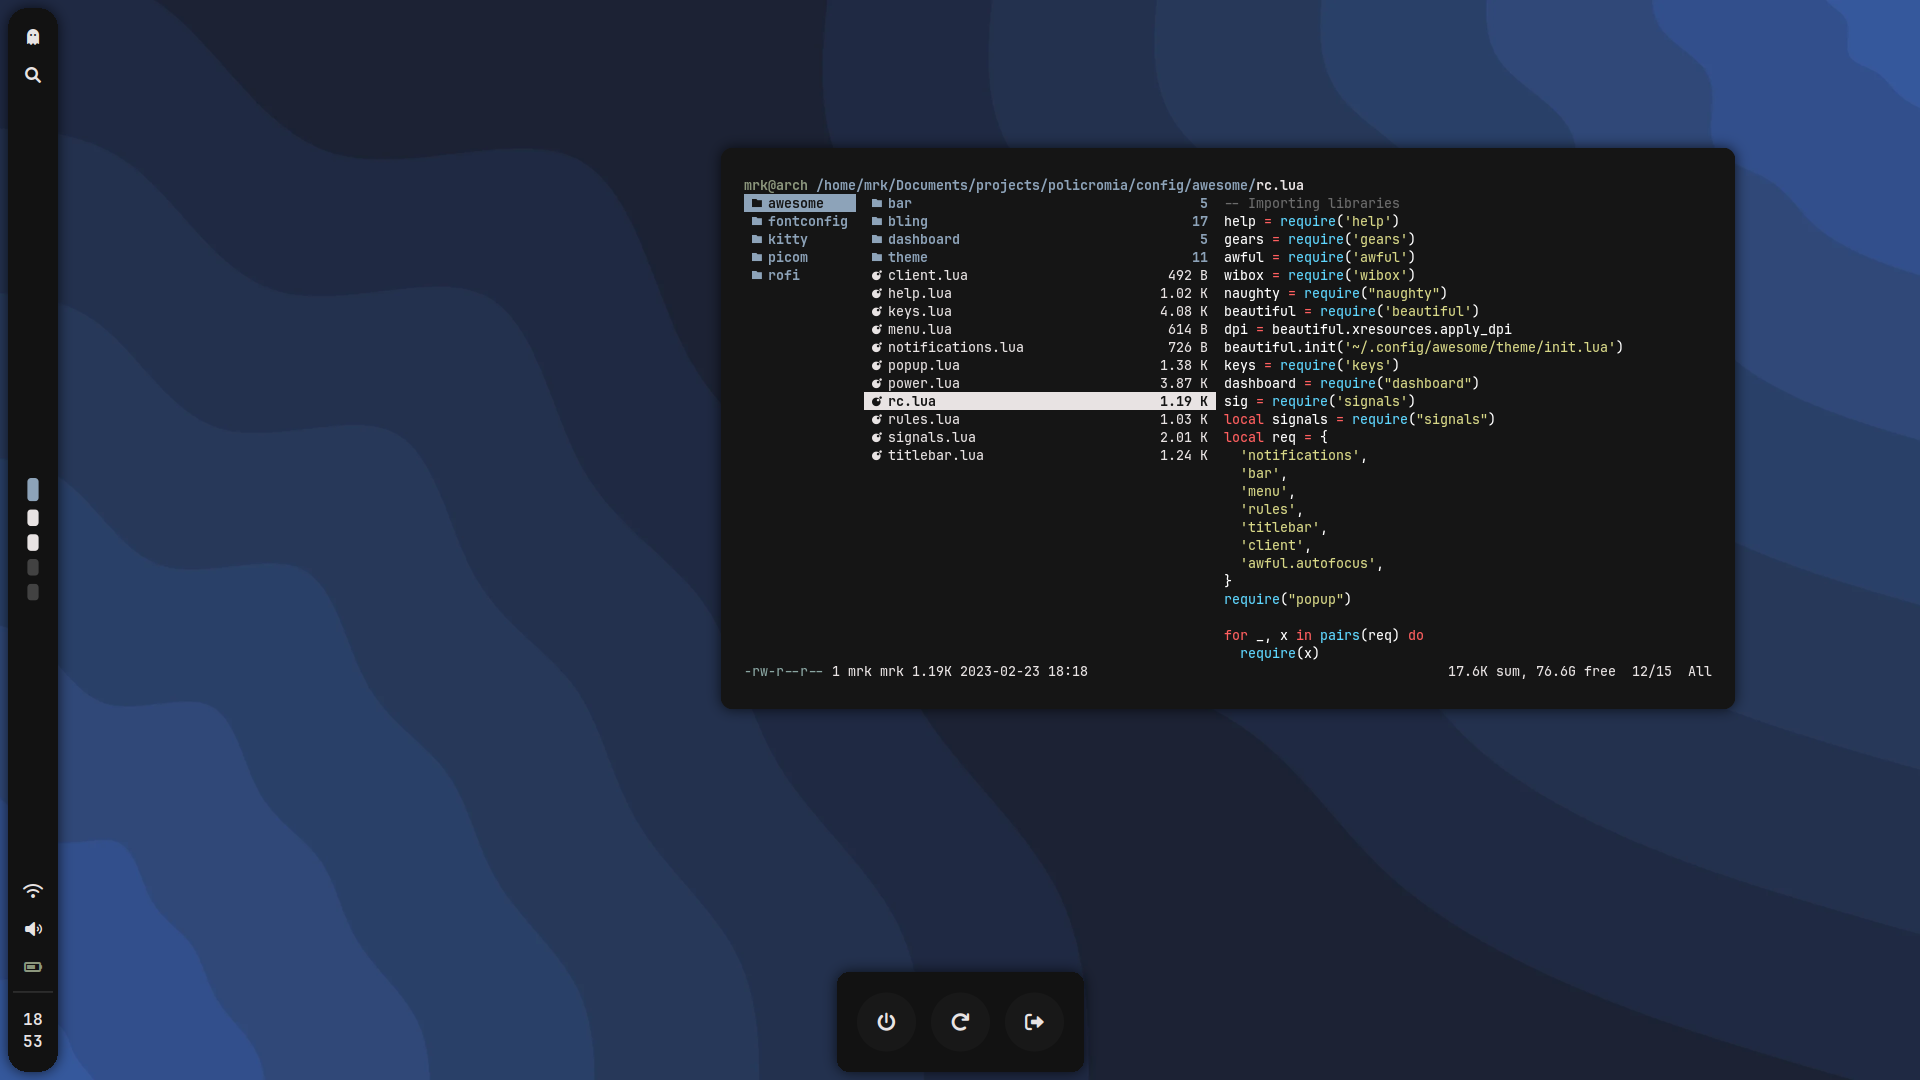 mrk@arch /home/mrk/Documents/projects/policromia/config/awesome/rc.lua
awesome
fontconfig
kitty
picom
rofi
bar 5
bling 17
dashboard 5
theme 11
client.lua 492 B
help.lua 1.02 K
keys.lua 4.08 K
menu.lua 614 B
notifications.lua 726 B
popup.lua 1.38 K
power.lua 3.87 K
rc.lua 1.19 K
rules.lua 1.03 K
signals.lua 2.01 K
titlebar.lua 1.24 K
-- Importing libraries
help = require('help')
gears = require('gears')
awful = require('awful')
wibox = require('wibox')
naughty = require("naughty")
beautiful = require('beautiful')
dpi = beautiful.xresources.apply_dpi
beautiful.init('~/.config/awesome/theme/init.lua')
keys = require('keys')
dashboard = require("dashboard")
sig = require('signals')
local signals = require("signals")
local req = {
  'notifications',
  'bar',
  'menu',
  'rules',
  'titlebar',
  'client',
  'awful.autofocus',
}
require("popup")
for _, x in pairs(req) do
  require(x)
-rw-r--r-- 1 mrk mrk 1.19K 2023-02-23 18:18
17.6K sum, 76.6G free 12/15 All
18
53